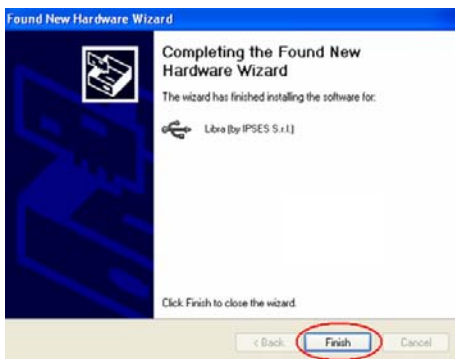 Found New Hardware Wizard
Completing the Found New
Hardware Wizard
The wizard has finished installing the software for:
Libra (by IPSES S.r.l.)
Click Finish to close the wizard.
< Back
Finish
Cancel